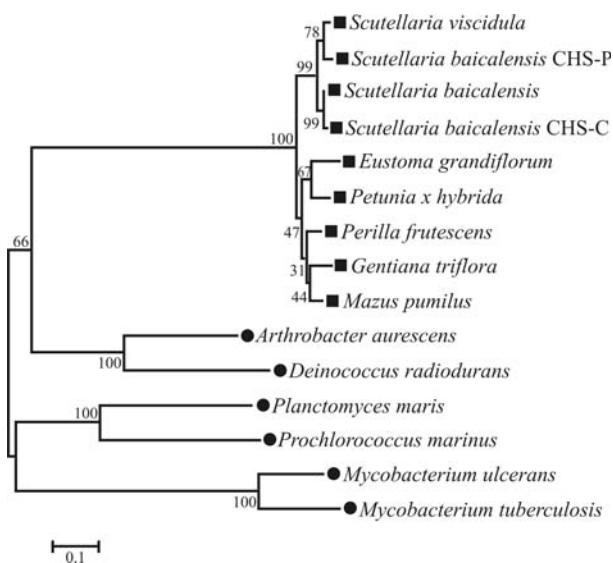 Scutellaria viscidula
78
Scutellaria baicalensis CHS-P
99
Scutellaria baicalensis
99
Scutellaria baicalensis CHS-C
100
Eustoma grandiflorum
67
Petunia x hybrida
47
Perilla frutescens
66
Gentiana triflora
31
44
Mazus pumilus
Arthrobacter aurescens
100
Deinococcus radiodurans
Planctomyces maris
100
Prochlorococcus marinus
Mycobacterium ulcerans
100
Mycobacterium tuberculosis
0.1